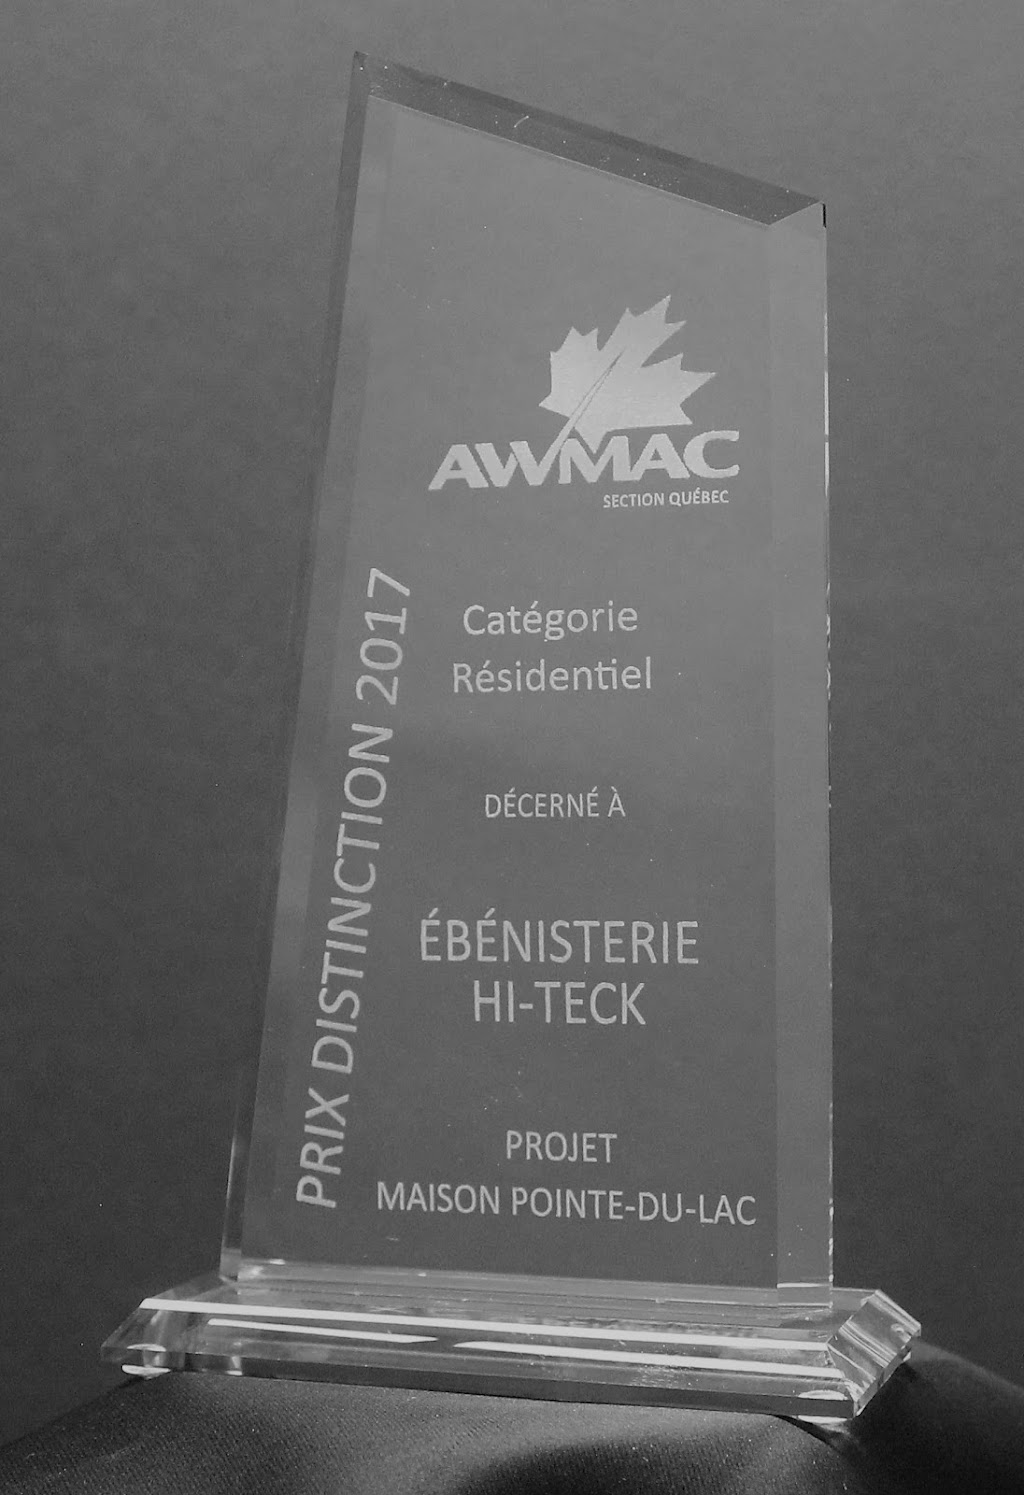 AWMAC
SECTION QUÉBEC
PRIX DISTINCTION 2017
Catégorie
Résidentiel
DÉCERNÉ À
ÉBÉNISTERIE
HI-TECK
PROJET
MAISON POINTE-DU-LAC